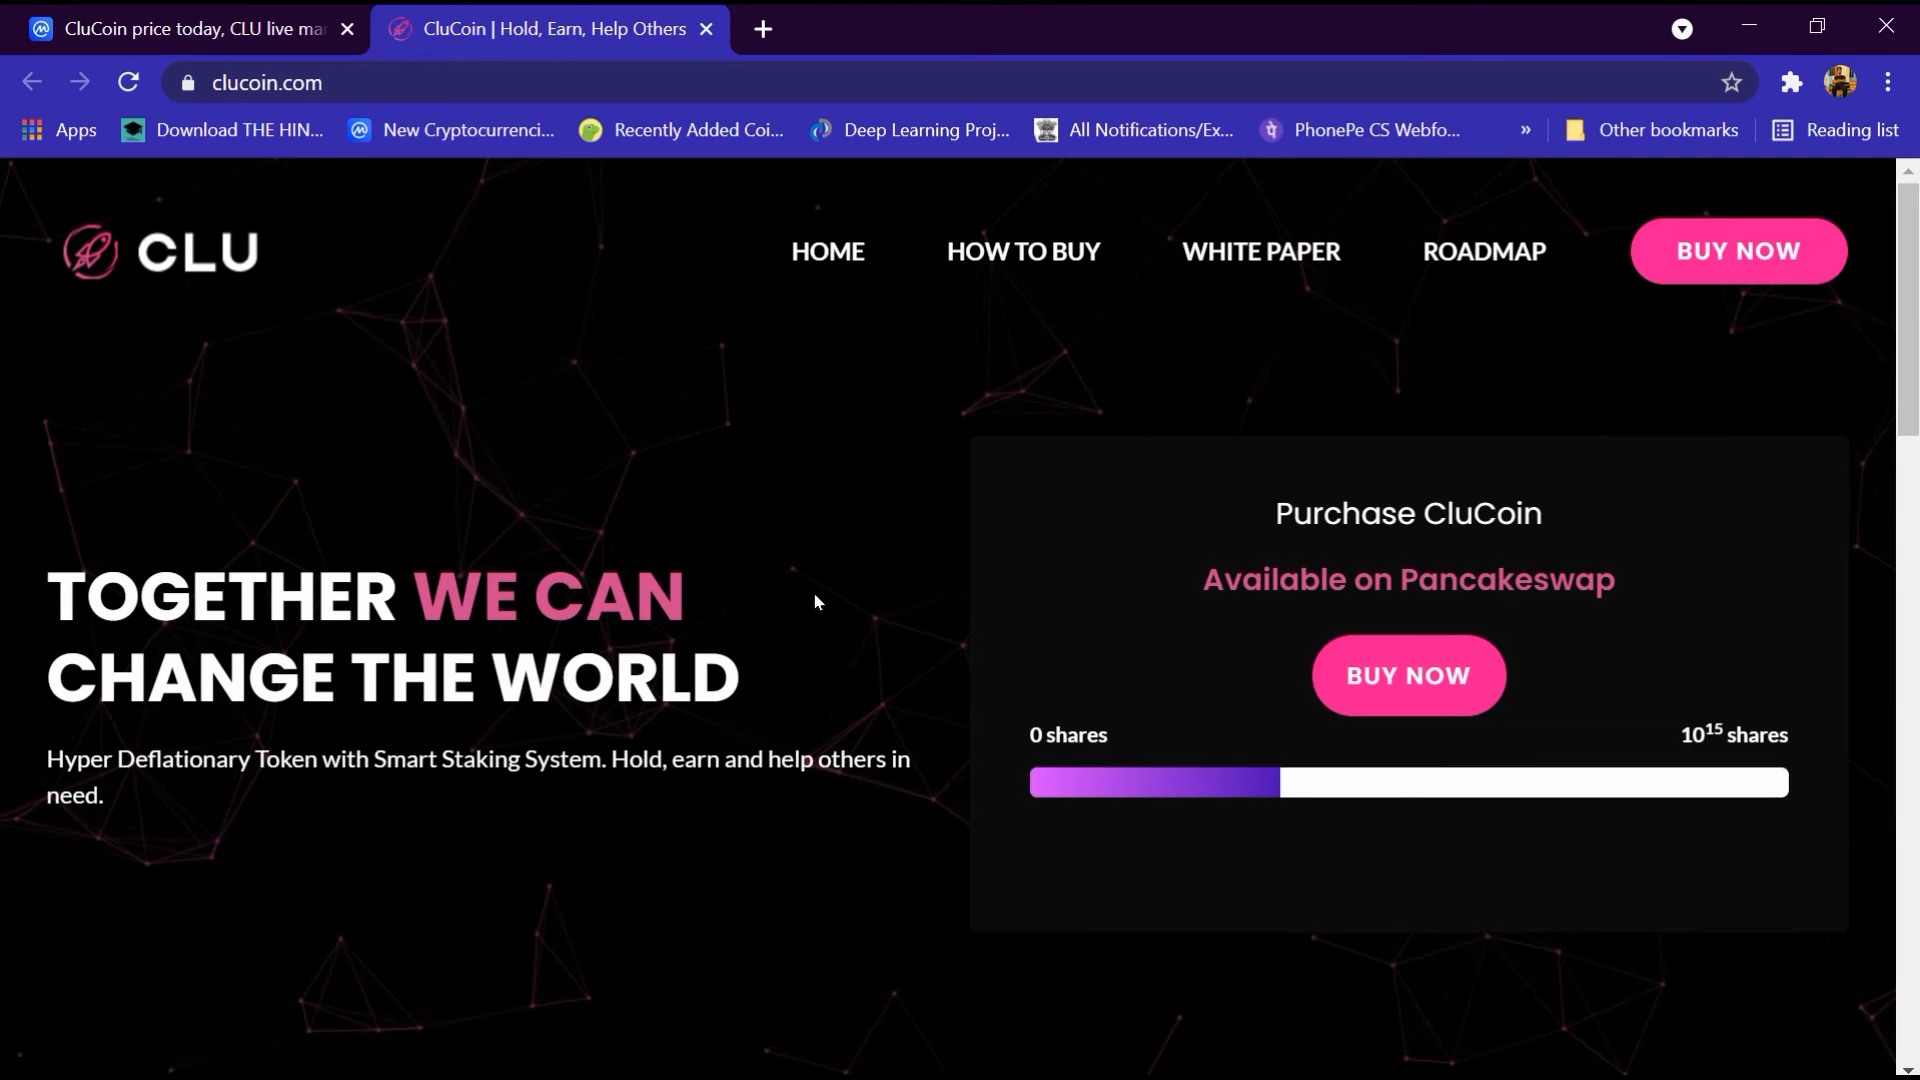 CluCoin price today, CLU live mar
CluCoin | Hold, Earn, Help Others
clucoin.com
Apps
Download THE HIN...
New Cryptocurrenci...
Recently Added Coi...
Deep Learning Proj...
All Notifications/Ex...
PhonePe CS Webfo...
»
Other bookmarks
Reading list
CLU
HOME
HOW TO BUY
WHITE PAPER
ROADMAP
BUY NOW
TOGETHER WE CAN
CHANGE THE WORLD
Hyper Deflationary Token with Smart Staking System. Hold, earn and help others in
need.
Purchase CluCoin
Available on Pancakeswap
BUY NOW
0 shares
10¹⁵ shares